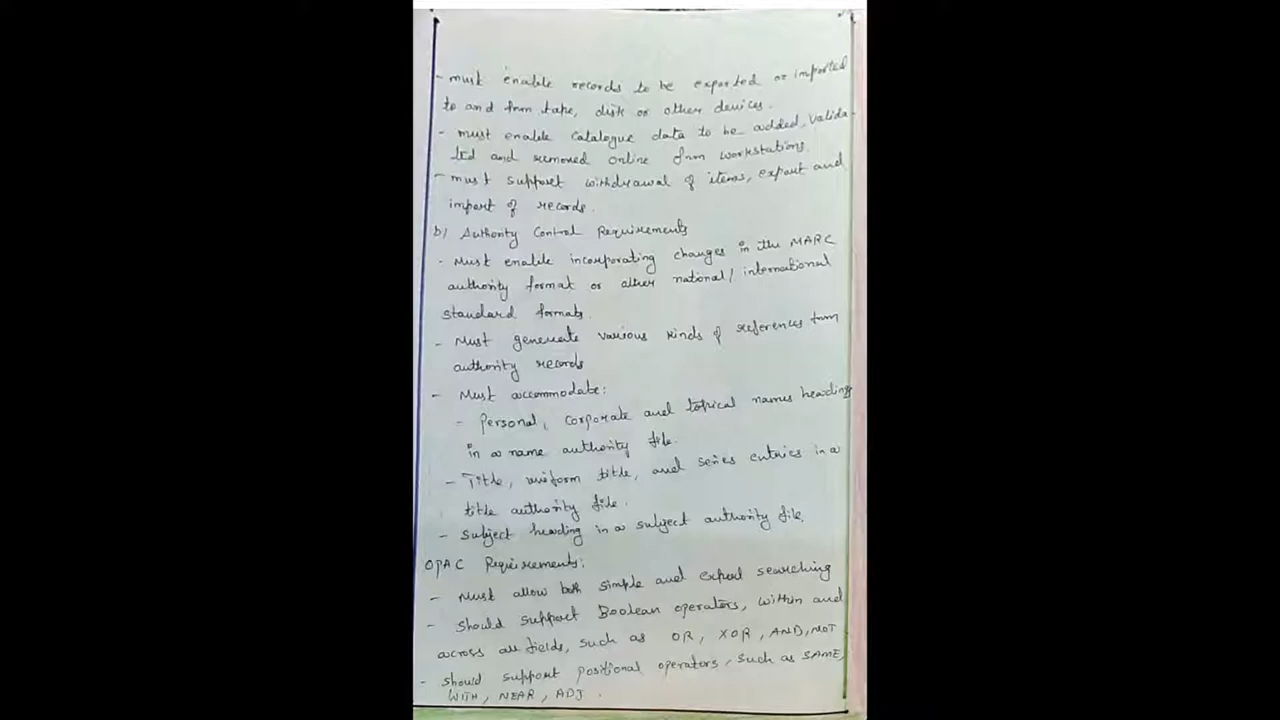 - must enable records to be exported or imported
to and from tape, disk or other devices.
- must enable catalogue data to be added, valida-
ted and removed online from workstations.
- must support withdrawal of items, export and
import of records.
b) Authority Control Requirements
- Must enable incorporating changes in the MARC
authority format or other national/international
standard formats.
- Must generate various kinds of references from
authority records
- Must accommodate:
- Personal, corporate and topical names headings
in a name authority file.
- Title, uniform title, and series entries in a
title authority file.
- Subject heading in a subject authority file.
OPAC Requirements:
- Must allow both simple and expert searching
- Should support Boolean operators, within and
across all fields, such as OR, XOR, AND, NOT
- Should support positional operators, such as SAME,
WITH, NEAR, ADJ.